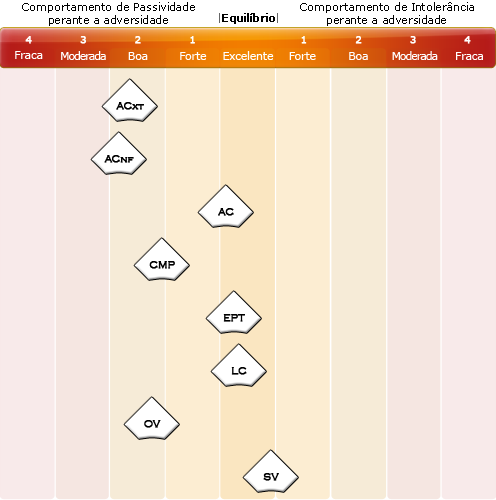 Comportamento de Passividade
perante a adversidade
|Equilíbrio|
Comportamento de Intolerância
perante a adversidade
4 3 2 1 1 2 3 4
Fraca Moderada Boa Forte Excelente Forte Boa Moderada Fraca
ACXT
ACNF
AC
CMP
EPT
LC
OV
SV